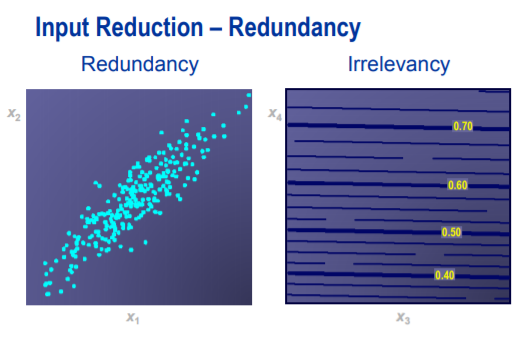 Input Reduction – Redundancy
Redundancy
Irrelevancy
x2
x1
x4
0.70
0.60
0.50
0.40
x3